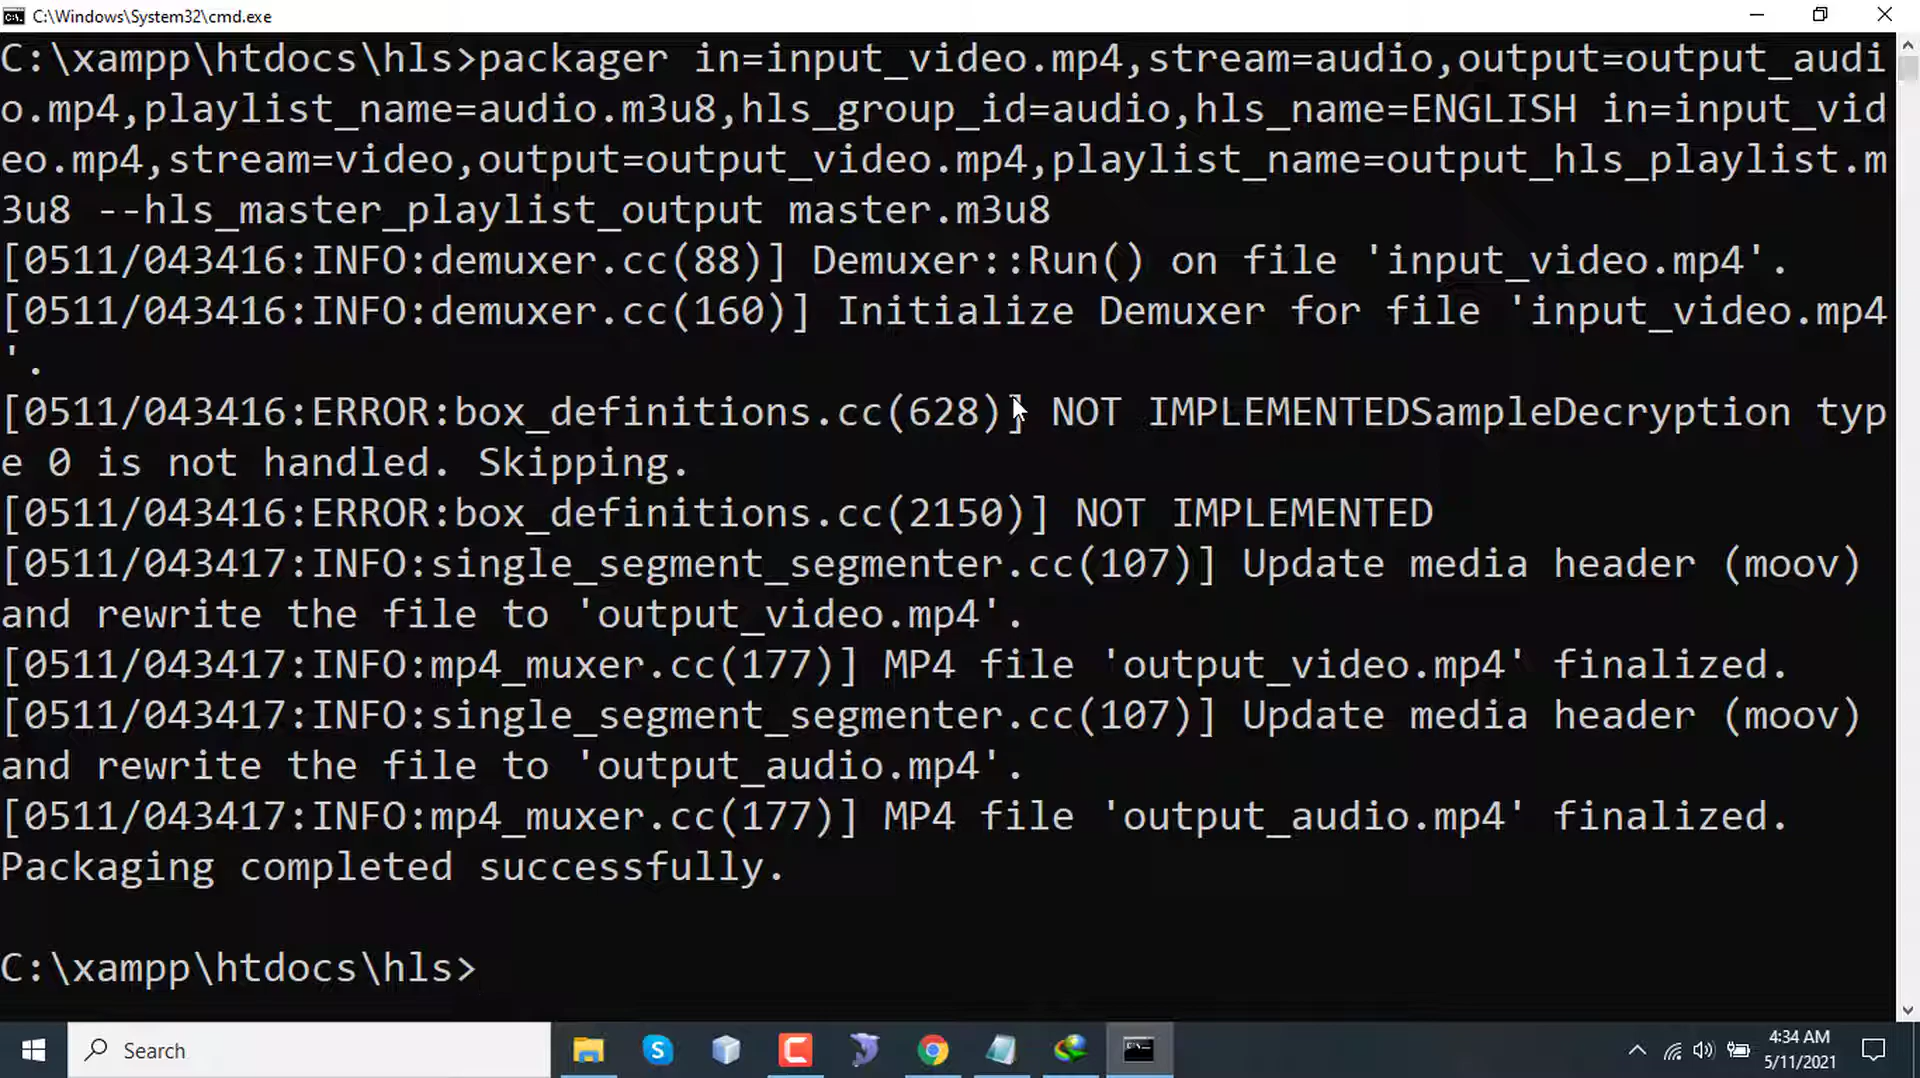 C:\Windows\System32\cmd.exe
C:\xampp\htdocs\hls>packager in=input_video.mp4,stream=audio,output=output_audi
o.mp4,playlist_name=audio.m3u8,hls_group_id=audio,hls_name=ENGLISH in=input_vid
eo.mp4,stream=video,output=output_video.mp4,playlist_name=output_hls_playlist.m
3u8 --hls_master_playlist_output master.m3u8
[0511/043416:INFO:demuxer.cc(88)] Demuxer::Run() on file 'input_video.mp4'.
[0511/043416:INFO:demuxer.cc(160)] Initialize Demuxer for file 'input_video.mp4
'.
[0511/043416:ERROR:box_definitions.cc(628)] NOT IMPLEMENTEDSampleDecryption typ
e 0 is not handled. Skipping.
[0511/043416:ERROR:box_definitions.cc(2150)] NOT IMPLEMENTED
[0511/043417:INFO:single_segment_segmenter.cc(107)] Update media header (moov)
and rewrite the file to 'output_video.mp4'.
[0511/043417:INFO:mp4_muxer.cc(177)] MP4 file 'output_video.mp4' finalized.
[0511/043417:INFO:single_segment_segmenter.cc(107)] Update media header (moov)
and rewrite the file to 'output_audio.mp4'.
[0511/043417:INFO:mp4_muxer.cc(177)] MP4 file 'output_audio.mp4' finalized.
Packaging completed successfully.
C:\xampp\htdocs\hls>
Search
4:34 AM
5/11/2021